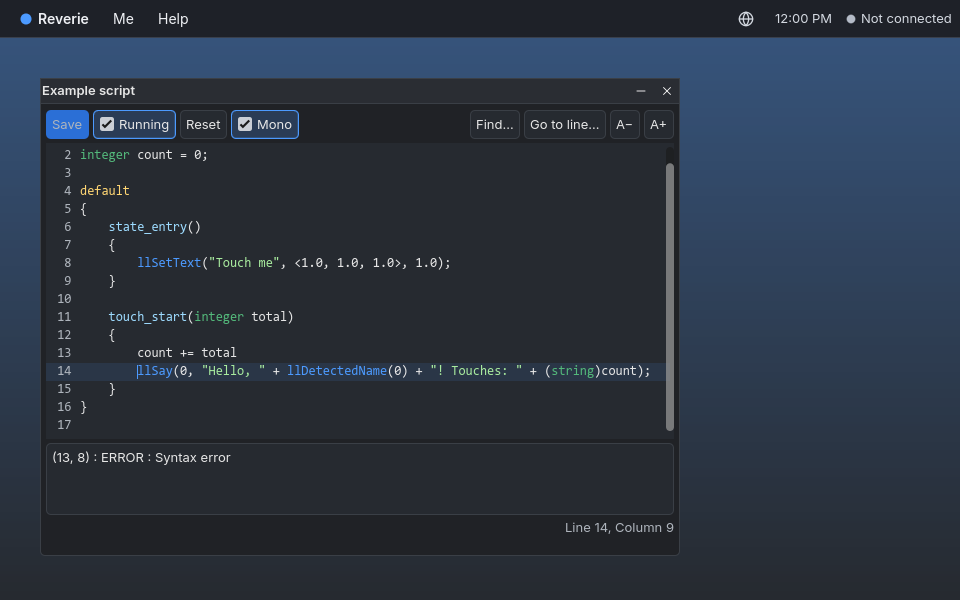 Reverie Me Help 12:00 PM Not connected
Example script
Save Running Reset Mono Find... Go to line... A− A+
2 integer count = 0;
3
4 default
5 {
6     state_entry()
7     {
8         llSetText("Touch me", <1.0, 1.0, 1.0>, 1.0);
9     }
10
11     touch_start(integer total)
12     {
13         count += total
14         llSay(0, "Hello, " + llDetectedName(0) + "! Touches: " + (string)count);
15     }
16 }
17
(13, 8) : ERROR : Syntax error
Line 14, Column 9